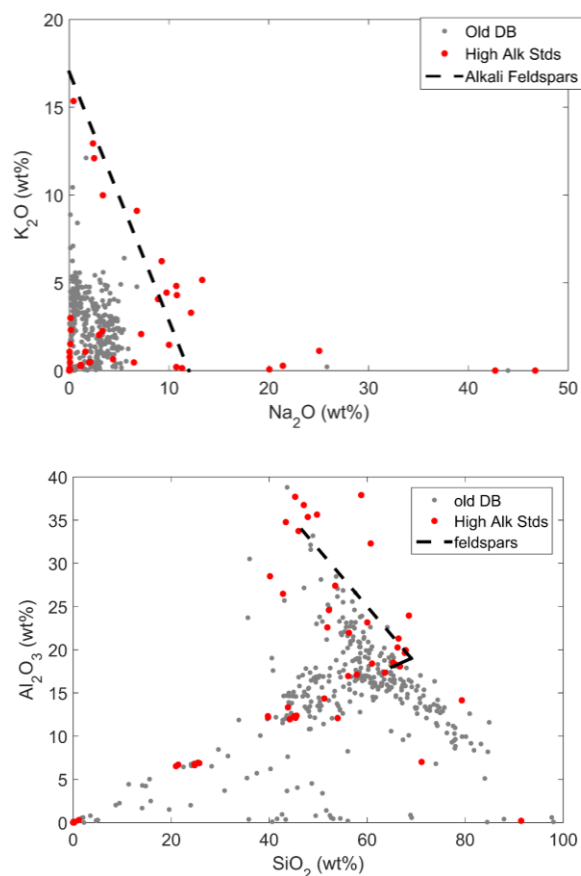 Old DB
High Alk Stds
Alkali Feldspars
20
15
10
5
0
K₂O (wt%)
0 10 20 30 40 50
Na₂O (wt%)
old DB
High Alk Stds
feldspars
40
35
30
25
20
15
10
5
0
Al₂O₃ (wt%)
0 20 40 60 80 100
SiO₂ (wt%)